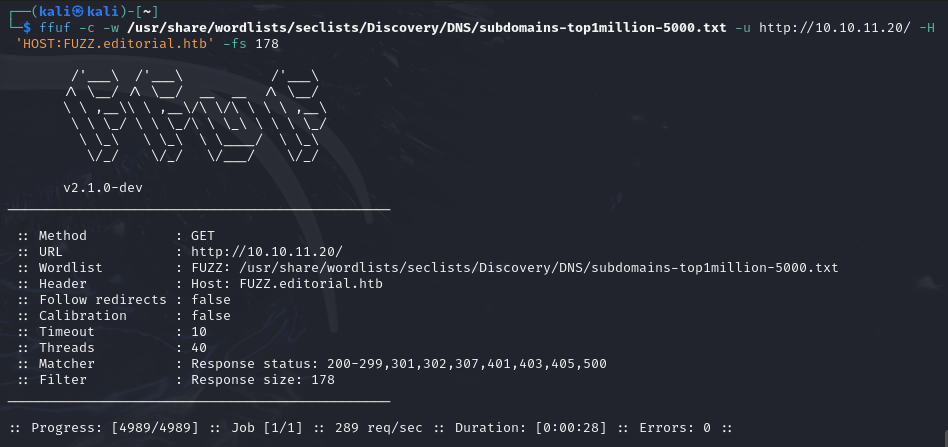 ┌──(kali㉿kali)-[~]
└─$ ffuf -c -w /usr/share/wordlists/seclists/Discovery/DNS/subdomains-top1million-5000.txt -u http://10.10.11.20/ -H
'HOST:FUZZ.editorial.htb' -fs 178
v2.1.0-dev
________________________________________________
:: Method : GET
:: URL : http://10.10.11.20/
:: Wordlist : FUZZ: /usr/share/wordlists/seclists/Discovery/DNS/subdomains-top1million-5000.txt
:: Header : Host: FUZZ.editorial.htb
:: Follow redirects : false
:: Calibration : false
:: Timeout : 10
:: Threads : 40
:: Matcher : Response status: 200-299,301,302,307,401,403,405,500
:: Filter : Response size: 178
________________________________________________
:: Progress: [4989/4989] :: Job [1/1] :: 289 req/sec :: Duration: [0:00:28] :: Errors: 0 ::